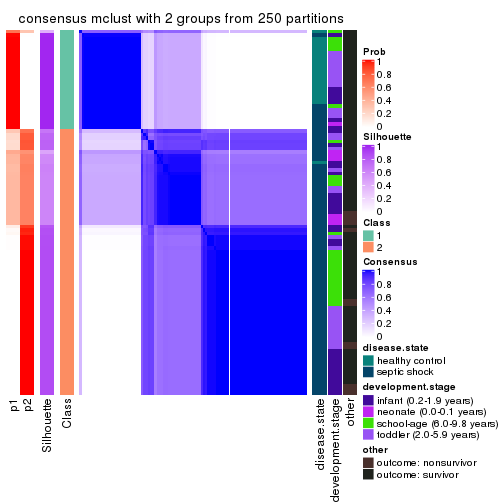 consensus mclust with 2 groups from 250 partitions
Prob
1
0.8
0.6
0.4
0.2
0
Silhouette
1
0.8
0.6
0.4
0.2
0
Class
1
2
Consensus
1
0.8
0.6
0.4
0.2
0
disease.state
healthy control
septic shock
development.stage
infant (0.2-1.9 years)
neonate (0.0-0.1 years)
school-age (6.0-9.8 years)
toddler (2.0-5.9 years)
other
outcome: nonsurvivor
outcome: survivor
p1
p2
Silhouette
Class
disease.state
development.stage
other